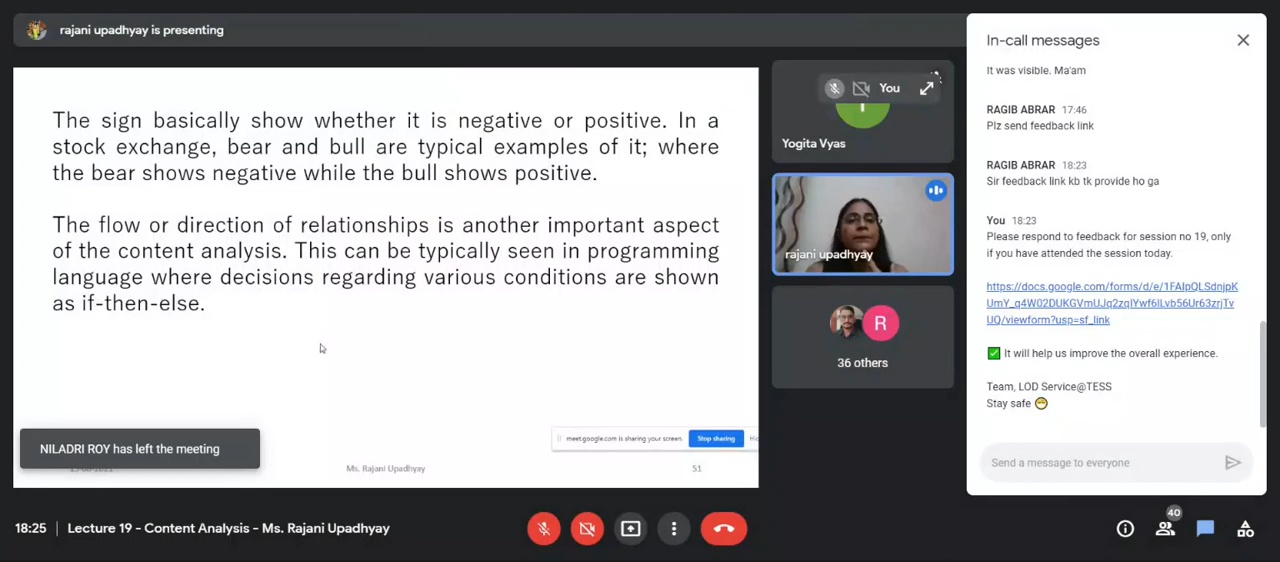 rajani upadhyay is presenting
The sign basically show whether it is negative or positive. In a
stock exchange, bear and bull are typical examples of it; where
the bear shows negative while the bull shows positive.
The flow or direction of relationships is another important aspect
of the content analysis. This can be typically seen in programming
language where decisions regarding various conditions are shown
as if-then-else.
meet.google.com is sharing your screen.
Stop sharing
NILADRI ROY has left the meeting
Ms. Rajani Upadhyay
51
You
Yogita Vyas
rajani upadhyay
R
36 others
In-call messages
It was visible. Ma'am
RAGIB ABRAR 17:46
Plz send feedback link
RAGIB ABRAR 18:23
Sir feedback link kb tk provide ho ga
You 18:23
Please respond to feedback for session no 19, only
if you have attended the session today.
https://docs.google.com/forms/d/e/1FAIpQLSdnjpK
UmY_q4W02DUKGVmUJq2zqIYwf6lLvb56Ur63zrjTv
UQ/viewform?usp=sf_link
✅ It will help us improve the overall experience.
Team, LOD Service@TESS
Stay safe 😷
Send a message to everyone
18:25 | Lecture 19 - Content Analysis - Ms. Rajani Upadhyay
40